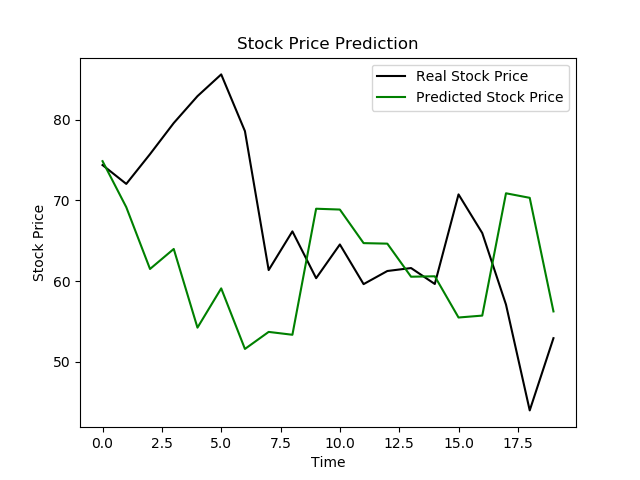 Stock Price Prediction
Real Stock Price
Predicted Stock Price
Stock Price
80
70
60
50
0.0 2.5 5.0 7.5 10.0 12.5 15.0 17.5
Time